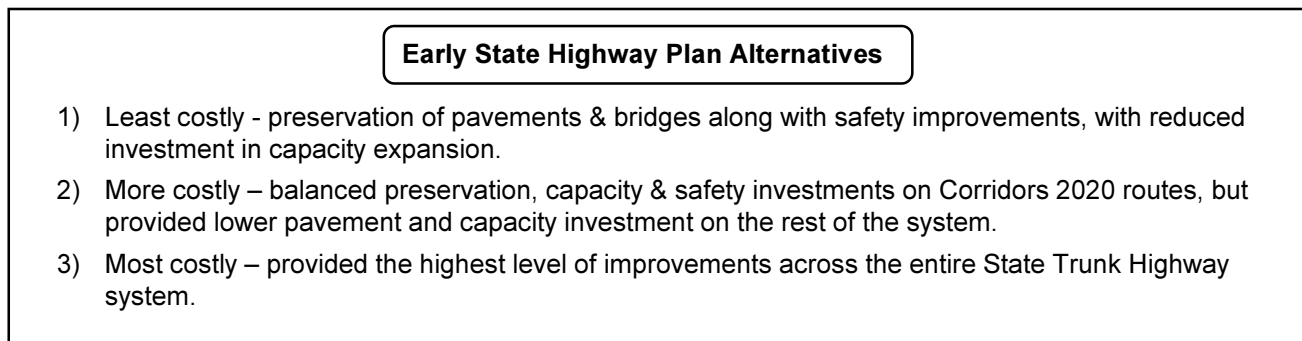 Early State Highway Plan Alternatives
1) Least costly - preservation of pavements & bridges along with safety improvements, with reduced
investment in capacity expansion.
2) More costly – balanced preservation, capacity & safety investments on Corridors 2020 routes, but
provided lower pavement and capacity investment on the rest of the system.
3) Most costly – provided the highest level of improvements across the entire State Trunk Highway
system.